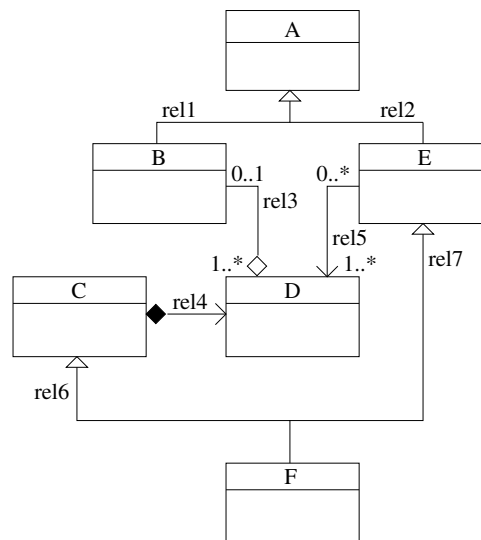 A
rel1
rel2
B
E
0..1
0..*
rel3
rel5
1..*
1..*
rel7
C
D
rel4
rel6
F